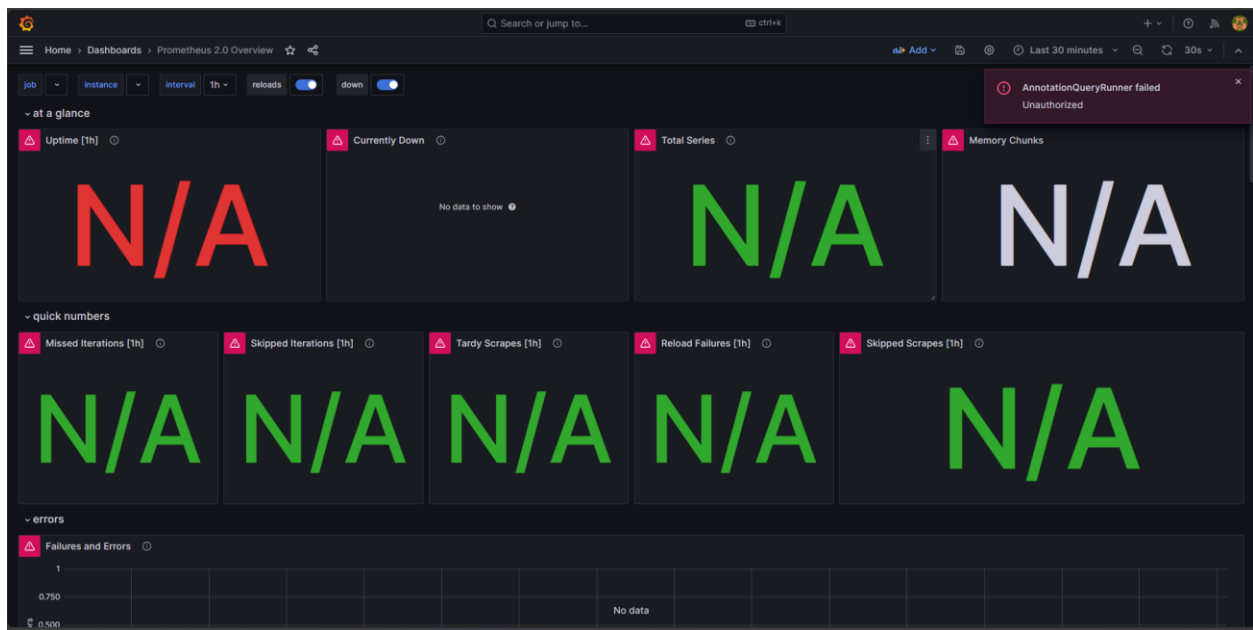 Search or jump to... ctrl+k
Home › Dashboards › Prometheus 2.0 Overview Add Last 30 minutes 30s
job instance interval 1h reloads down
AnnotationQueryRunner failed
Unauthorized
at a glance
Uptime [1h] Currently Down Total Series Memory Chunks
N/A No data to show N/A N/A
quick numbers
Missed Iterations [1h] Skipped Iterations [1h] Tardy Scrapes [1h] Reload Failures [1h] Skipped Scrapes [1h]
N/A N/A N/A N/A N/A
errors
Failures and Errors
1
0.750
No data
0.500